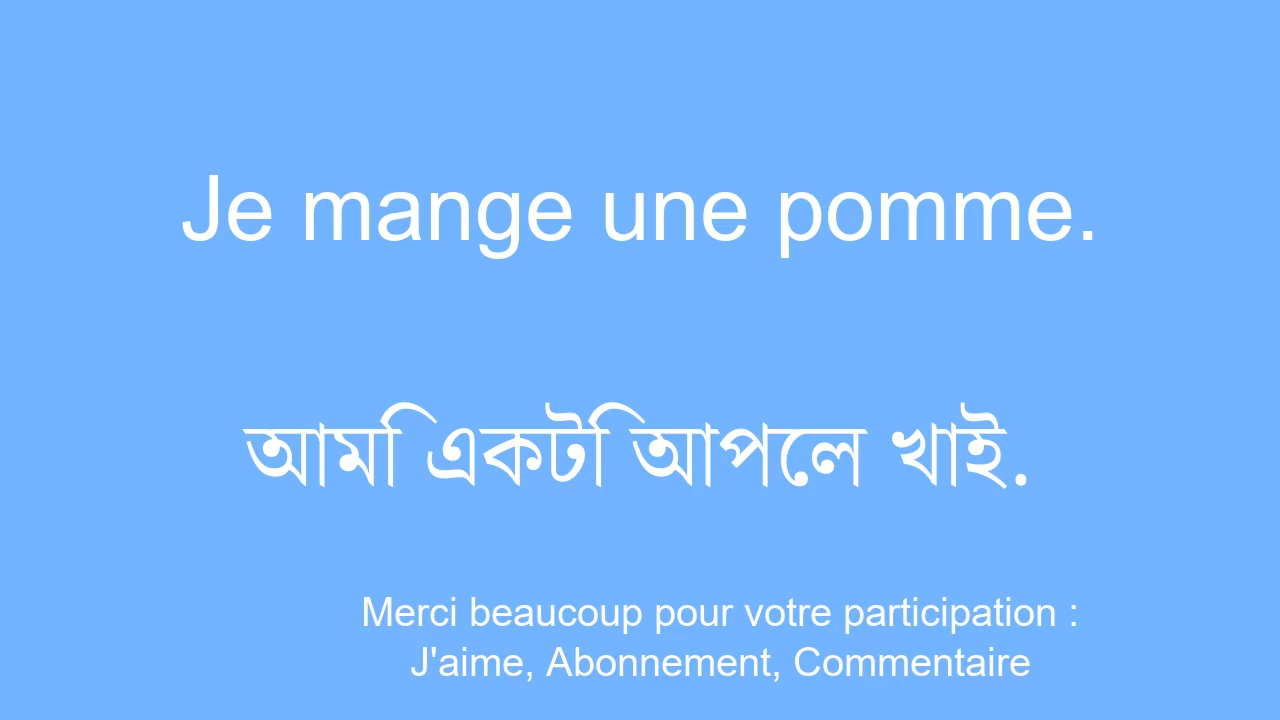 Je mange une pomme.
আমি একটি আপেল খাই.
Merci beaucoup pour votre participation :
J'aime, Abonnement, Commentaire